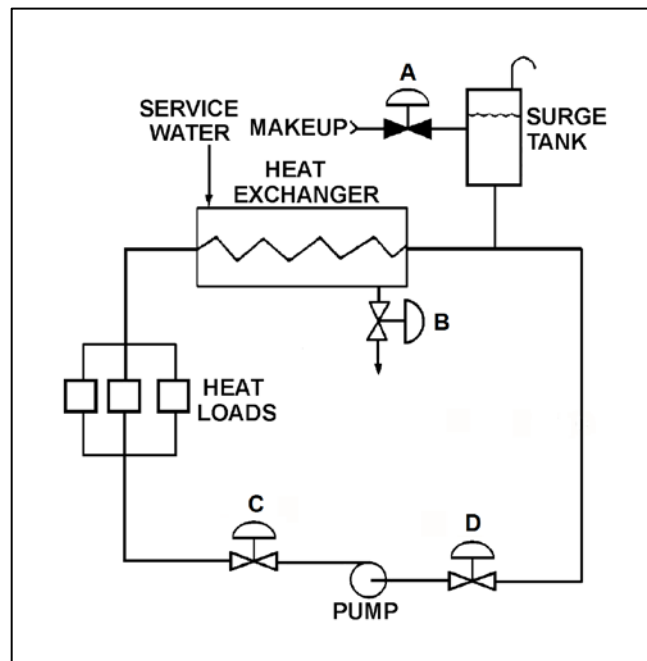 A
SERVICE
WATER
MAKEUP
SURGE
TANK
HEAT
EXCHANGER
B
HEAT
LOADS
C
D
PUMP